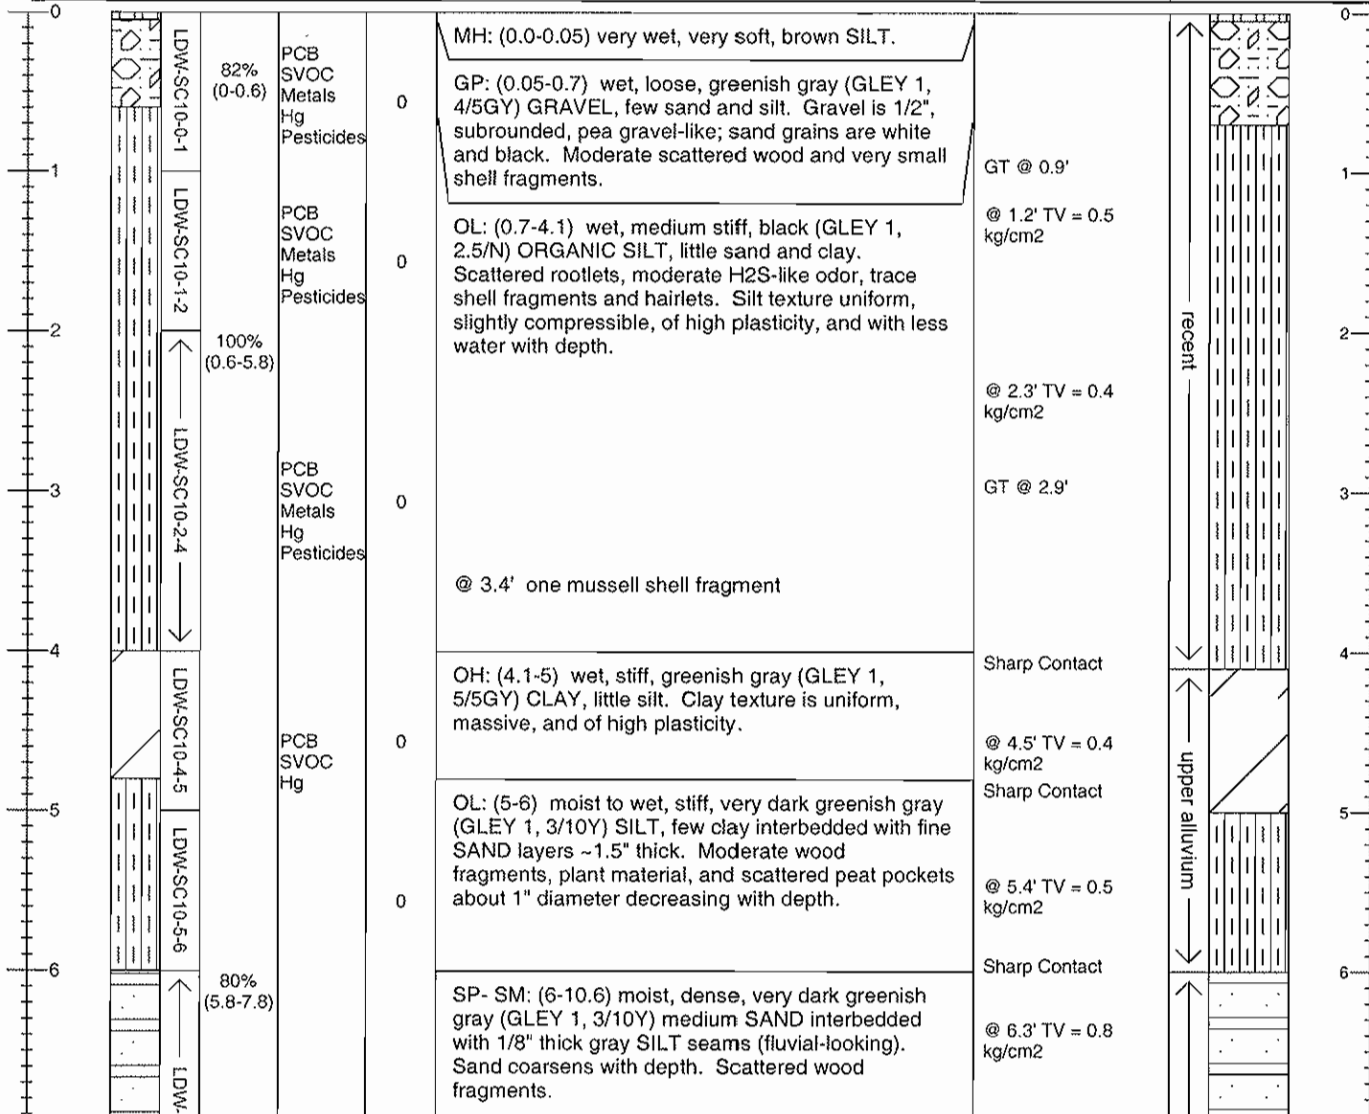 0
0
LDW-SC10-0-1
82%
(0-0.6)
PCB
SVOC
Metals
Hg
Pesticides
0
MH: (0.0-0.05) very wet, very soft, brown SILT.
GP: (0.05-0.7) wet, loose, greenish gray (GLEY 1,
4/5GY) GRAVEL, few sand and silt. Gravel is 1/2",
subrounded, pea gravel-like; sand grains are white
and black. Moderate scattered wood and very small
shell fragments.
GT @ 0.9'
1
1
LDW-SC10-1-2
PCB
SVOC
Metals
Hg
Pesticides
0
OL: (0.7-4.1) wet, medium stiff, black (GLEY 1,
2.5/N) ORGANIC SILT, little sand and clay.
Scattered rootlets, moderate H2S-like odor, trace
shell fragments and hairlets. Silt texture uniform,
slightly compressible, of high plasticity, and with less
water with depth.
@ 1.2' TV = 0.5
kg/cm2
recent
2
2
100%
(0.6-5.8)
@ 2.3' TV = 0.4
kg/cm2
LDW-SC10-2-4
PCB
SVOC
Metals
Hg
Pesticides
0
GT @ 2.9'
3
3
@ 3.4' one mussell shell fragment
4
4
Sharp Contact
LDW-SC10-4-5
OH: (4.1-5) wet, stiff, greenish gray (GLEY 1,
5/5GY) CLAY, little silt. Clay texture is uniform,
massive, and of high plasticity.
PCB
SVOC
Hg
0
@ 4.5' TV = 0.4
kg/cm2
Sharp Contact
upper alluvium
5
5
LDW-SC10-5-6
OL: (5-6) moist to wet, stiff, very dark greenish gray
(GLEY 1, 3/10Y) SILT, few clay interbedded with fine
SAND layers ~1.5" thick. Moderate wood
fragments, plant material, and scattered peat pockets
about 1" diameter decreasing with depth.
0
@ 5.4' TV = 0.5
kg/cm2
Sharp Contact
6
6
80%
(5.8-7.8)
LDW-
SP- SM: (6-10.6) moist, dense, very dark greenish
gray (GLEY 1, 3/10Y) medium SAND interbedded
with 1/8" thick gray SILT seams (fluvial-looking).
Sand coarsens with depth. Scattered wood
fragments.
@ 6.3' TV = 0.8
kg/cm2